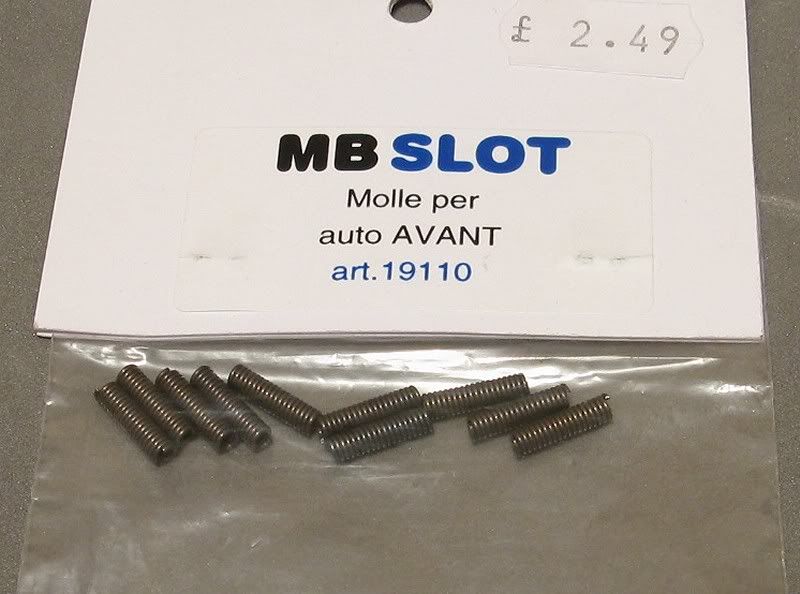 £ 2.49
MB SLOT
Molle per
auto AVANT
art.19110